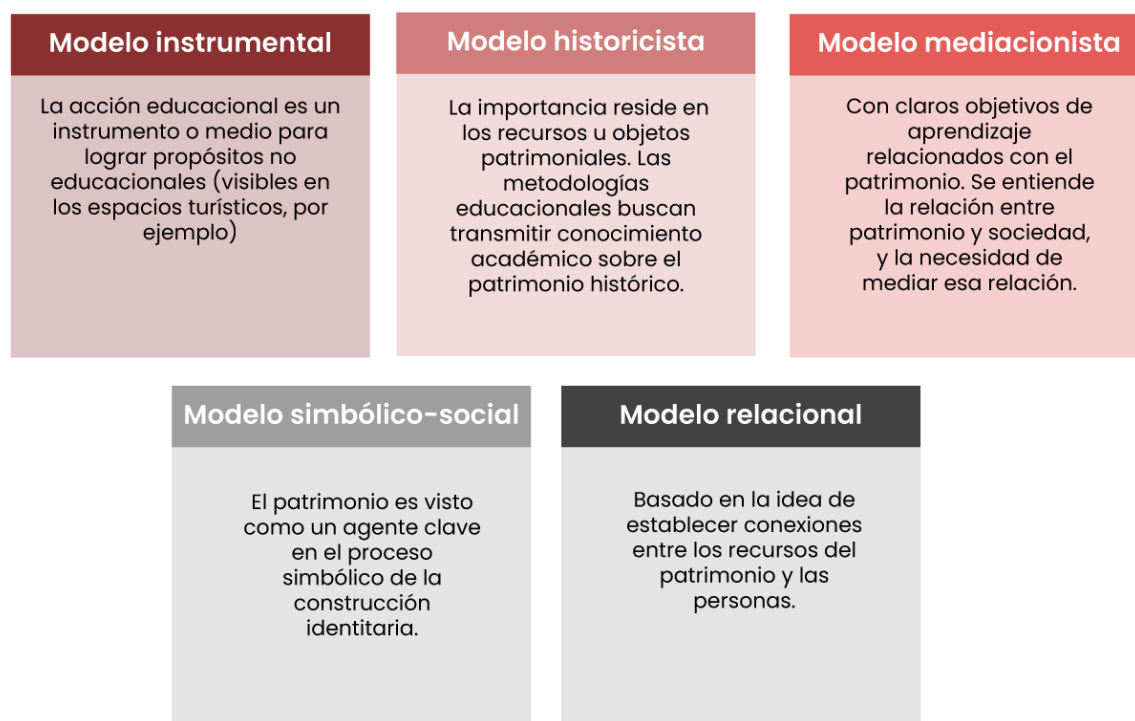 Modelo instrumental
La acción educacional es un
instrumento o medio para
lograr propósitos no
educacionales (visibles en
los espacios turísticos, por
ejemplo)
Modelo historicista
La importancia reside en
los recursos u objetos
patrimoniales. Las
metodologías
educacionales buscan
transmitir conocimiento
académico sobre el
patrimonio histórico.
Modelo mediacionista
Con claros objetivos de
aprendizaje
relacionados con el
patrimonio. Se entiende
la relación entre
patrimonio y sociedad,
y la necesidad de
mediar esa relación.
Modelo simbólico-social
El patrimonio es visto
como un agente clave
en el proceso
simbólico de la
construcción
identitaria.
Modelo relacional
Basado en la idea de
establecer conexiones
entre los recursos del
patrimonio y las
personas.